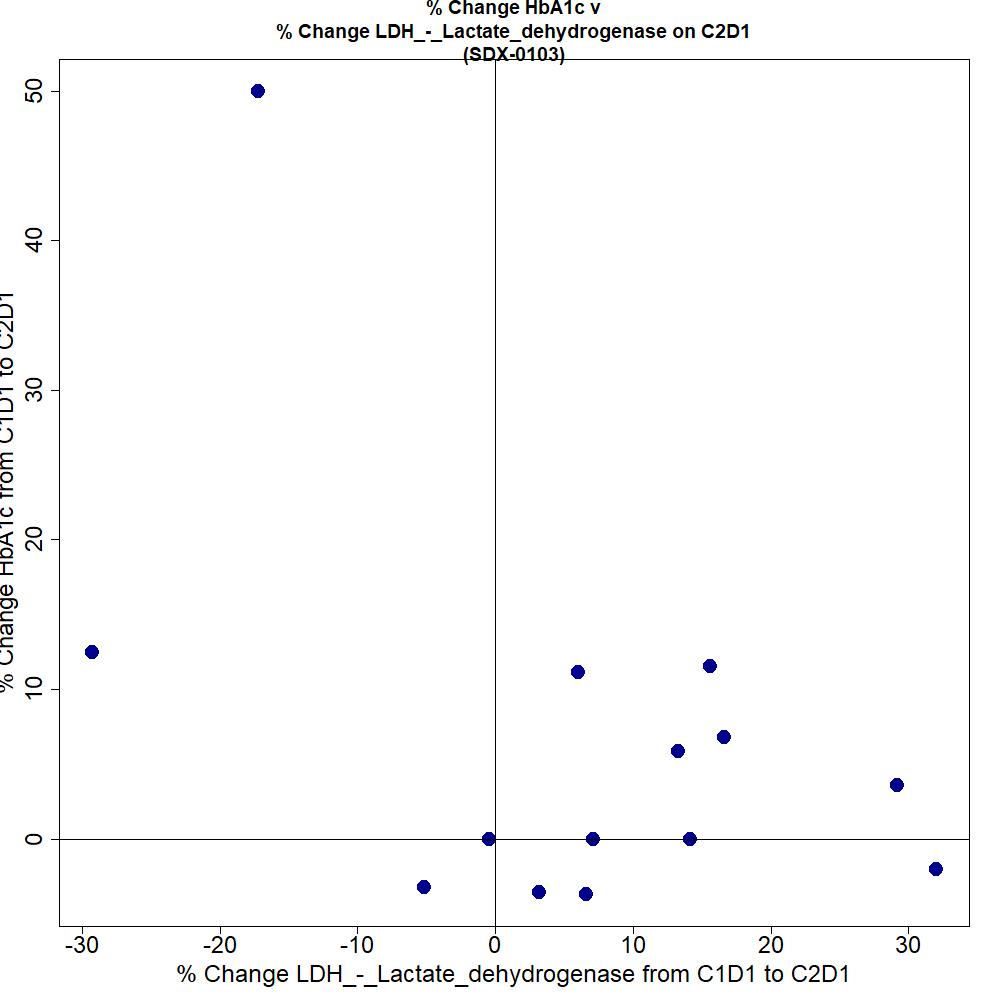 % Change HbA1c v
% Change LDH_-_Lactate_dehydrogenase on C2D1
(SDX-0103)
% Change HbA1c from C1D1 to C2D1
50
40
30
20
10
0
-30 -20 -10 0 10 20 30
% Change LDH_-_Lactate_dehydrogenase from C1D1 to C2D1